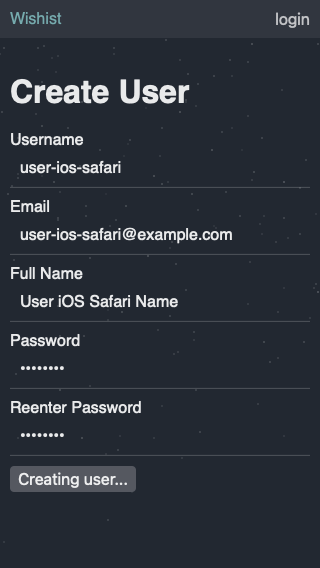 Wishist
login
Create User
Username
user-ios-safari
Email
user-ios-safari@example.com
Full Name
User iOS Safari Name
Password
••••••••
Reenter Password
••••••••
Creating user...